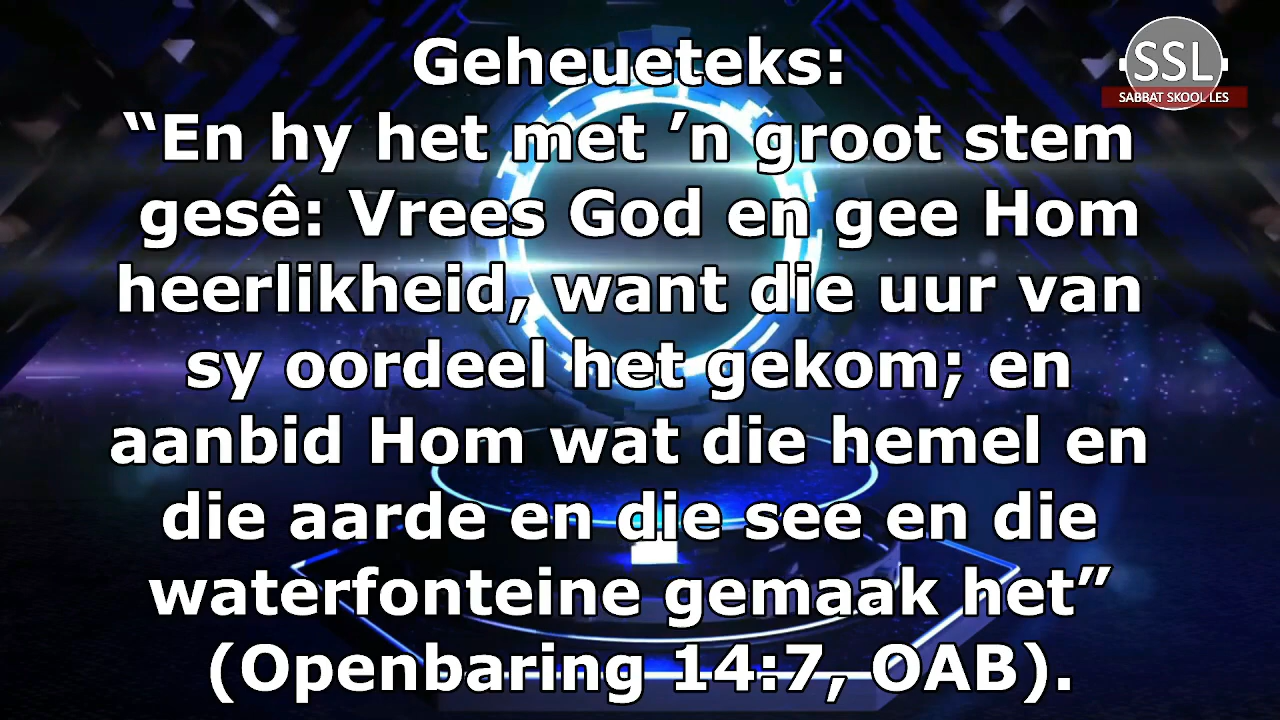 Geheueteks:
“En hy het met ’n groot stem
gesê: Vrees God en gee Hom
heerlikheid, want die uur van
sy oordeel het gekom; en
aanbid Hom wat die hemel en
die aarde en die see en die
waterfonteine gemaak het”
(Openbaring 14:7, OAB).
SSL
SABBAT SKOOL LES